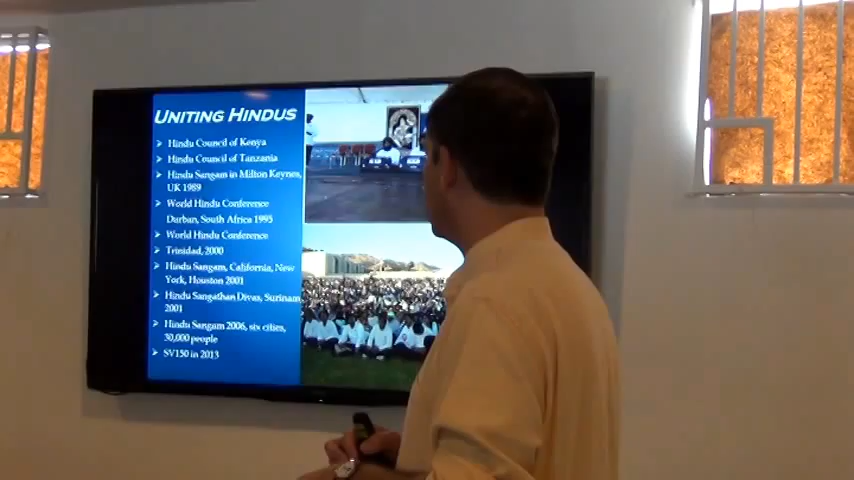 UNITING HINDUS
➢ Hindu Council of Kenya
➢ Hindu Council of Tanzania
➢ Hindu Sangam in Milton Keynes,
UK 1989
➢ World Hindu Conference
Durban, South Africa 1995
➢ World Hindu Conference
➢ Trinidad, 2000
➢ Hindu Sangam, California, New
York, Houston 2001
➢ Hindu Sangathan Divas, Surinam
2001
➢ Hindu Sangam 2006, six cities,
30,000 people
➢ SV150 in 2013